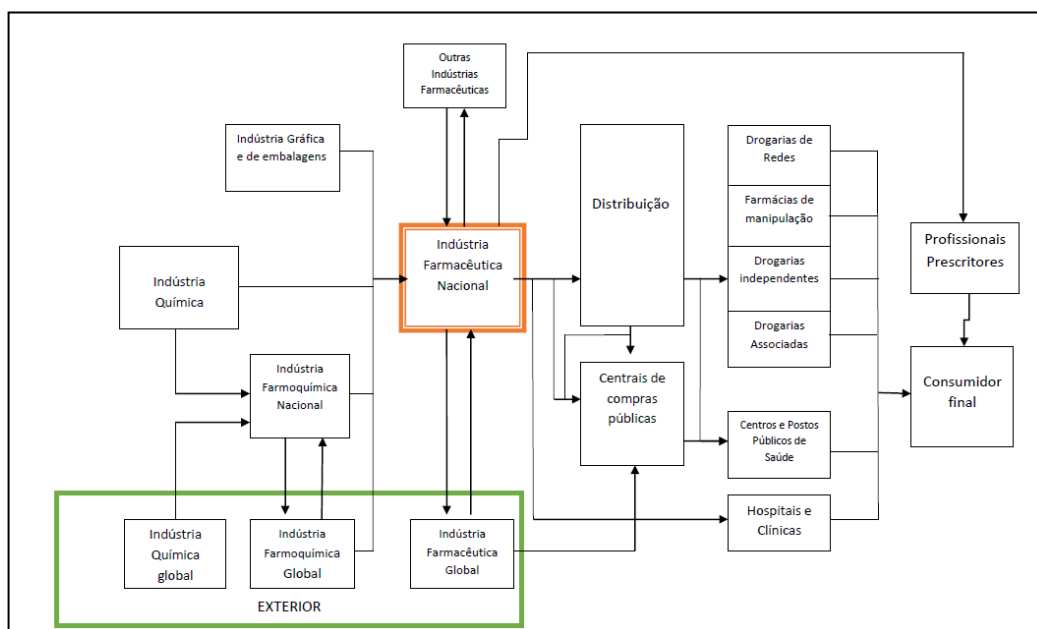 Outras
Indústrias
Farmacêuticas
Indústria Gráfica
e de embalagens
Indústria
Química
Indústria
Farmoquímica
Nacional
Indústria
Farmacêutica
Nacional
Distribuição
Centrais de
compras
públicas
Drogarias de
Redes
Farmácias de
manipulação
Drogarias
independentes
Drogarias
Associadas
Centros e Postos
Públicos de
Saúde
Hospitais e
Clínicas
Profissionais
Prescritores
Consumidor
final
Indústria
Química
global
Indústria
Farmoquímica
Global
Indústria
Farmacêutica
Global
EXTERIOR